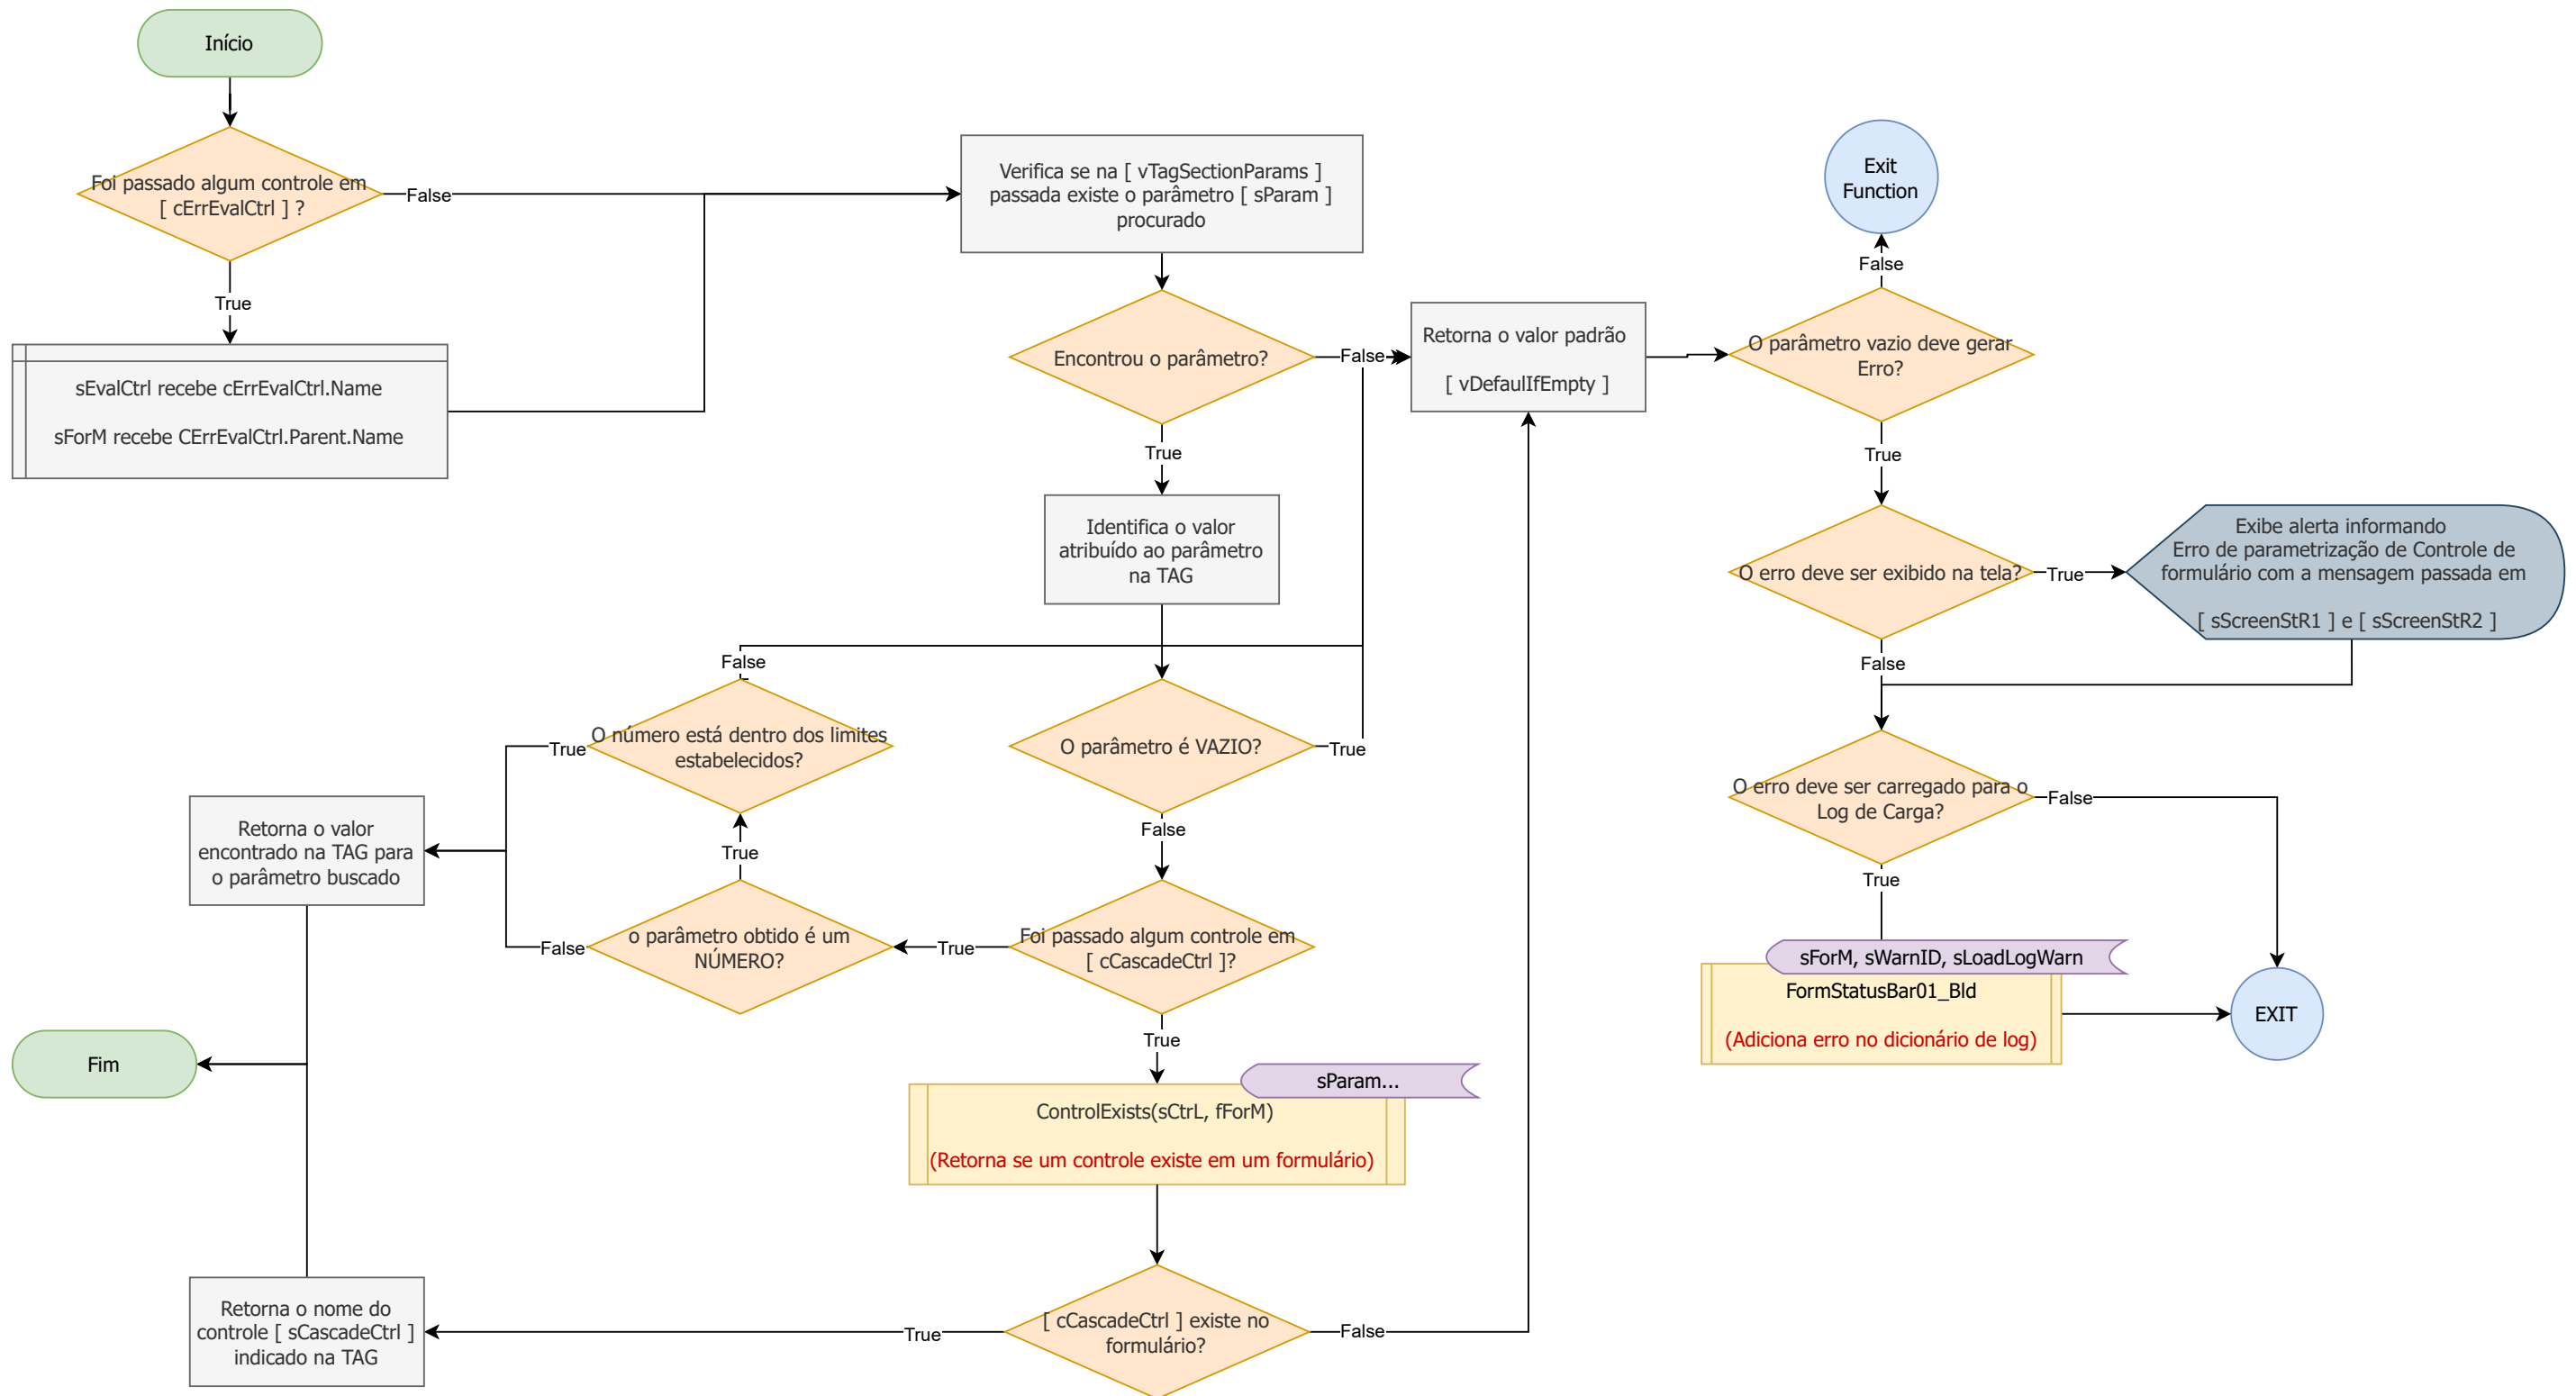 Início
Foi passado algum controle em
[ cErrEvalCtrl ] ?
False
True
sEvalCtrl recebe cErrEvalCtrl.Name
sForM recebe CErrEvalCtrl.Parent.Name
Verifica se na [ vTagSectionParams ]
passada existe o parâmetro [ sParam ]
procurado
Encontrou o parâmetro?
False
True
Identifica o valor
atribuído ao parâmetro
na TAG
O parâmetro é VAZIO?
True
False
Foi passado algum controle em
[ cCascadeCtrl ]?
True
True
o parâmetro obtido é um
NÚMERO?
True
False
O número está dentro dos limites
estabelecidos?
False
True
Retorna o valor
encontrado na TAG para
o parâmetro buscado
Fim
sParam...
ControlExists(sCtrL, fForM)
(Retorna se um controle existe em um formulário)
[ cCascadeCtrl ] existe no
formulário?
True
False
Retorna o nome do
controle [ sCascadeCtrl ]
indicado na TAG
Retorna o valor padrão
[ vDefaulIfEmpty ]
O parâmetro vazio deve gerar
Erro?
False
Exit
Function
True
O erro deve ser exibido na tela?
True
Exibe alerta informando
Erro de parametrização de Controle de
formulário com a mensagem passada em
[ sScreenStR1 ] e [ sScreenStR2 ]
False
O erro deve ser carregado para o
Log de Carga?
False
True
sForM, sWarnID, sLoadLogWarn
FormStatusBar01_Bld
(Adiciona erro no dicionário de log)
EXIT